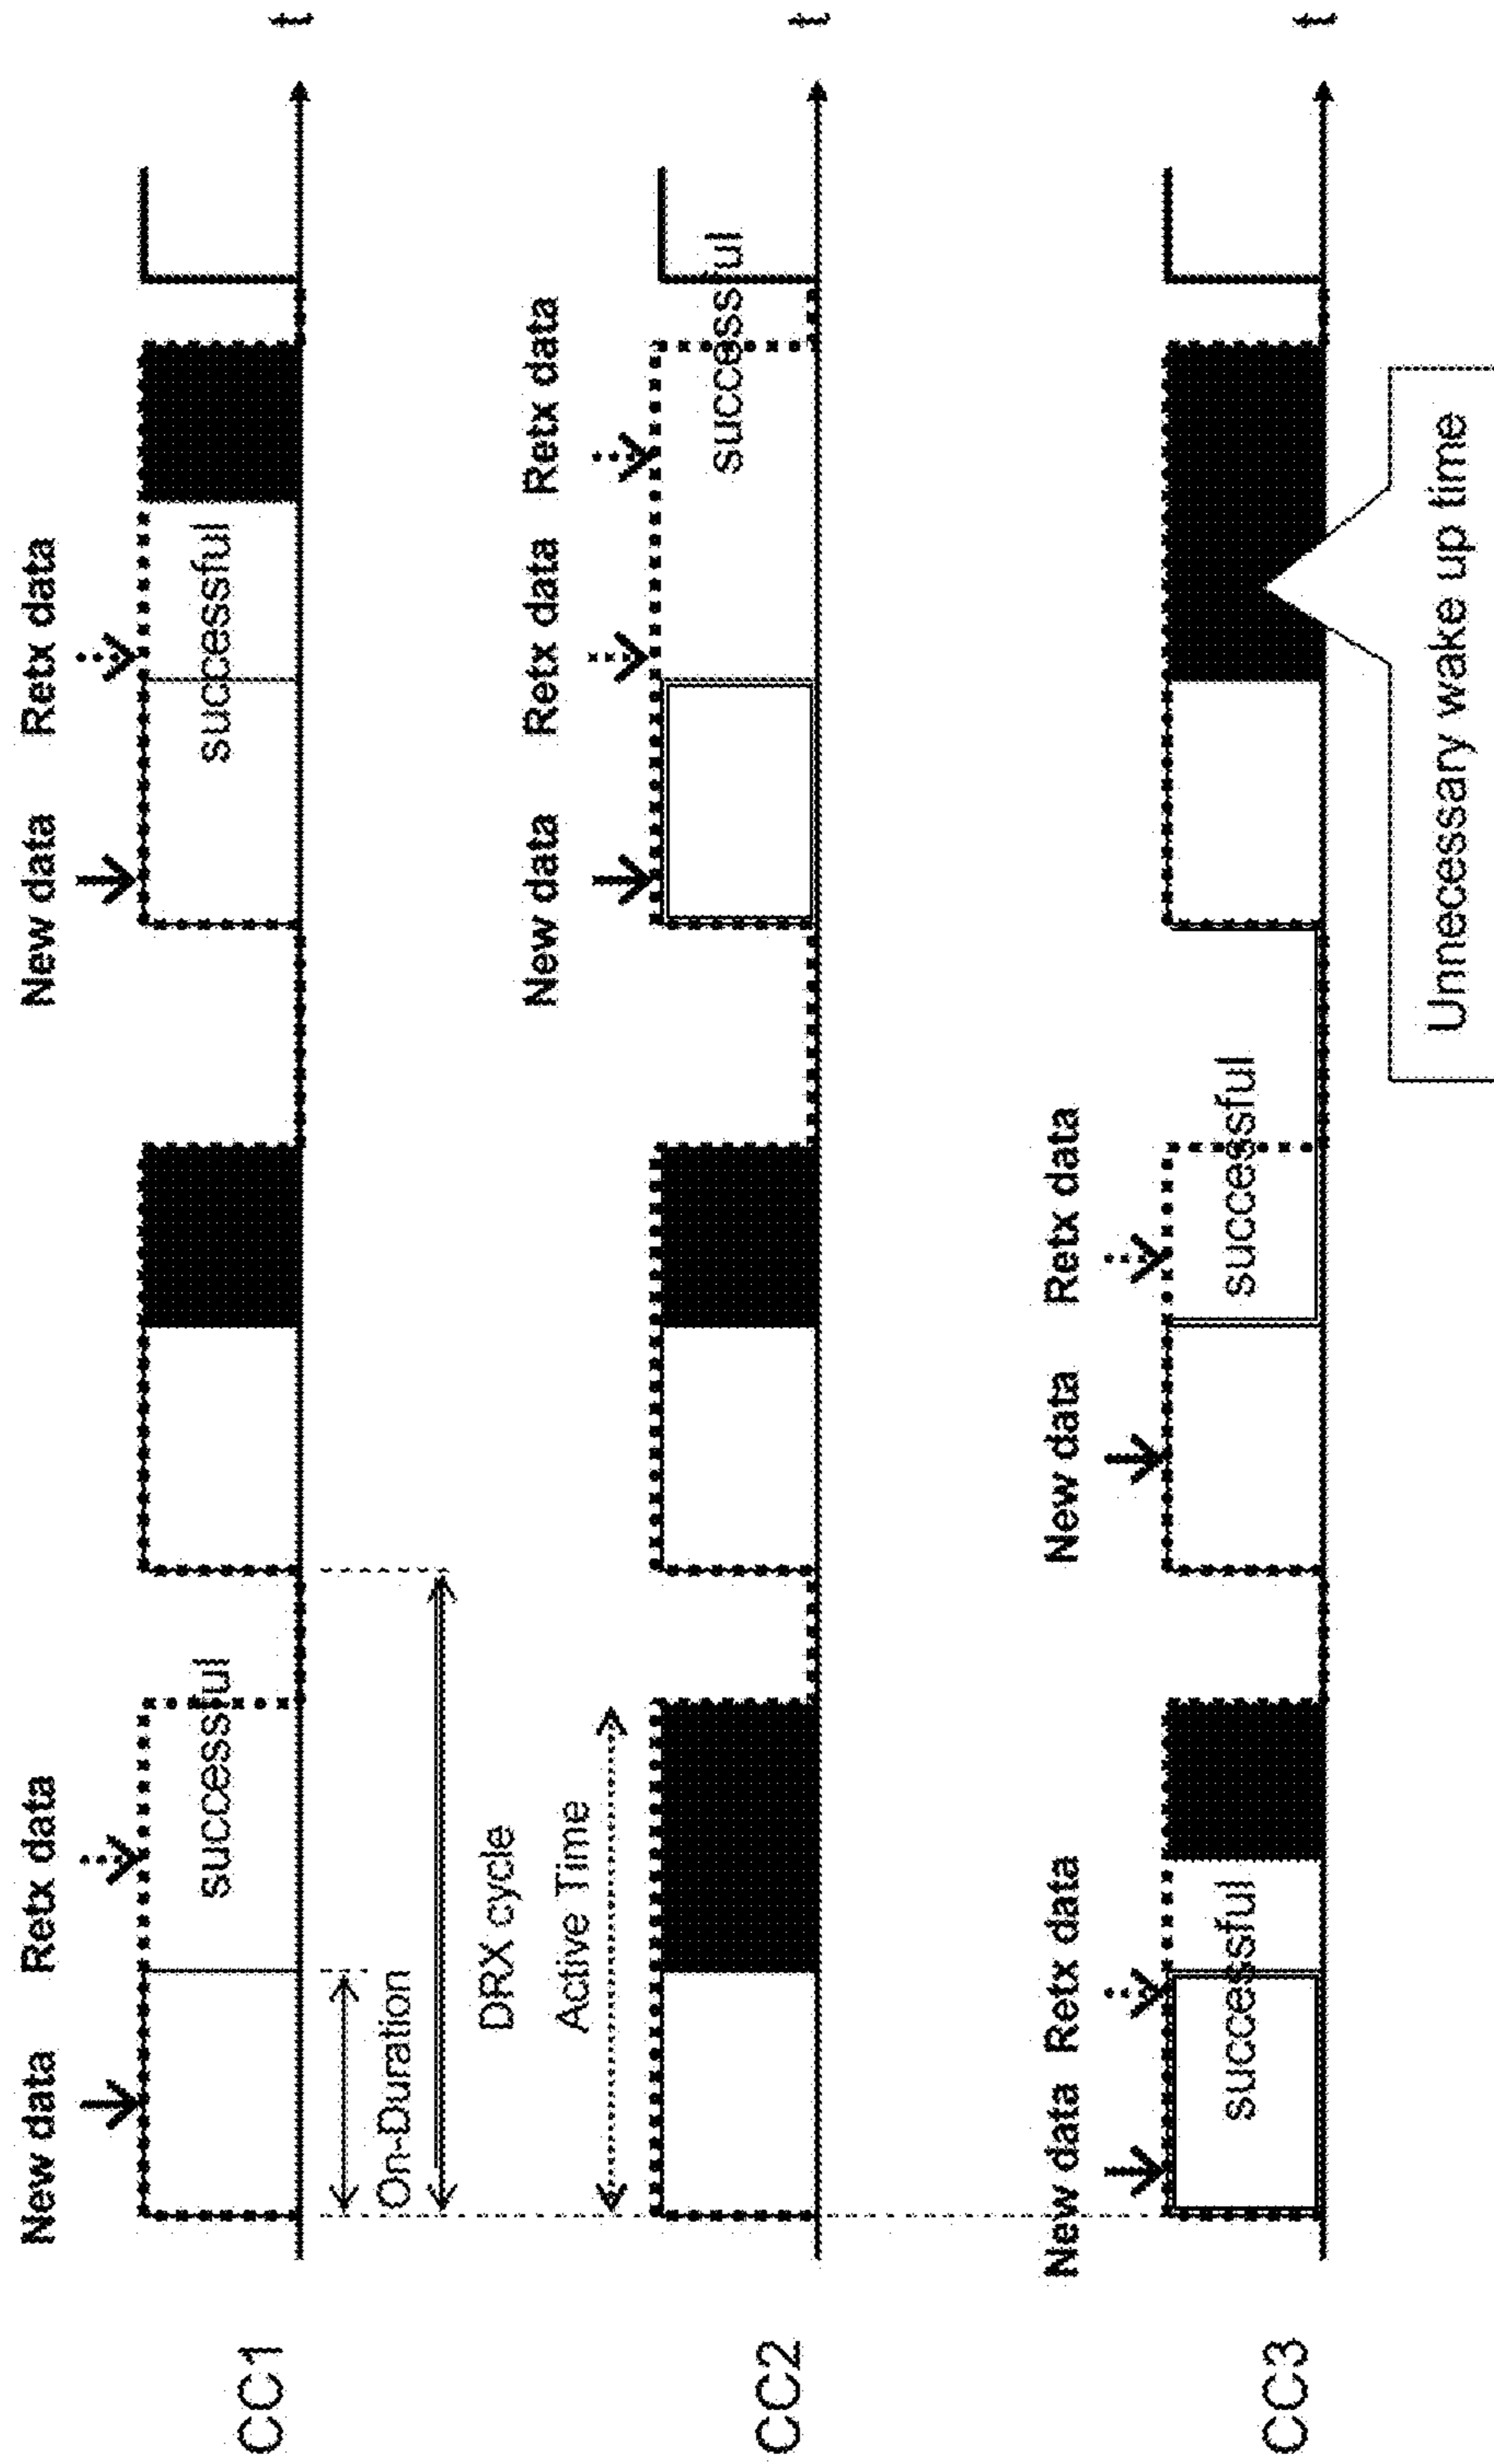 New data Retx data New data Retx data
successful successful
CC1 t
On-Duration
DRX cycle
New data Retx data Retx data
Active Time
successful
CC2 t
New data Retx data New data Retx data
successful successful
CC3 t
Unnecessary wake up time